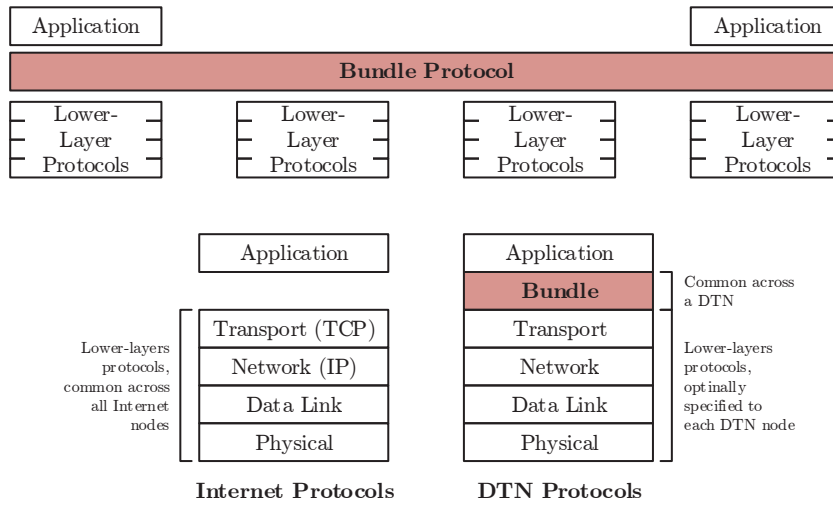 Application
Application
Bundle Protocol
Lower-
Layer
Protocols
Lower-
Layer
Protocols
Lower-
Layer
Protocols
Lower-
Layer
Protocols
Application
Transport (TCP)
Network (IP)
Data Link
Physical
Lower-layers
protocols,
common across
all Internet
nodes
Internet Protocols
Application
Bundle
Transport
Network
Data Link
Physical
Common across
a DTN
Lower-layers
protocols,
optinally
specified to
each DTN node
DTN Protocols